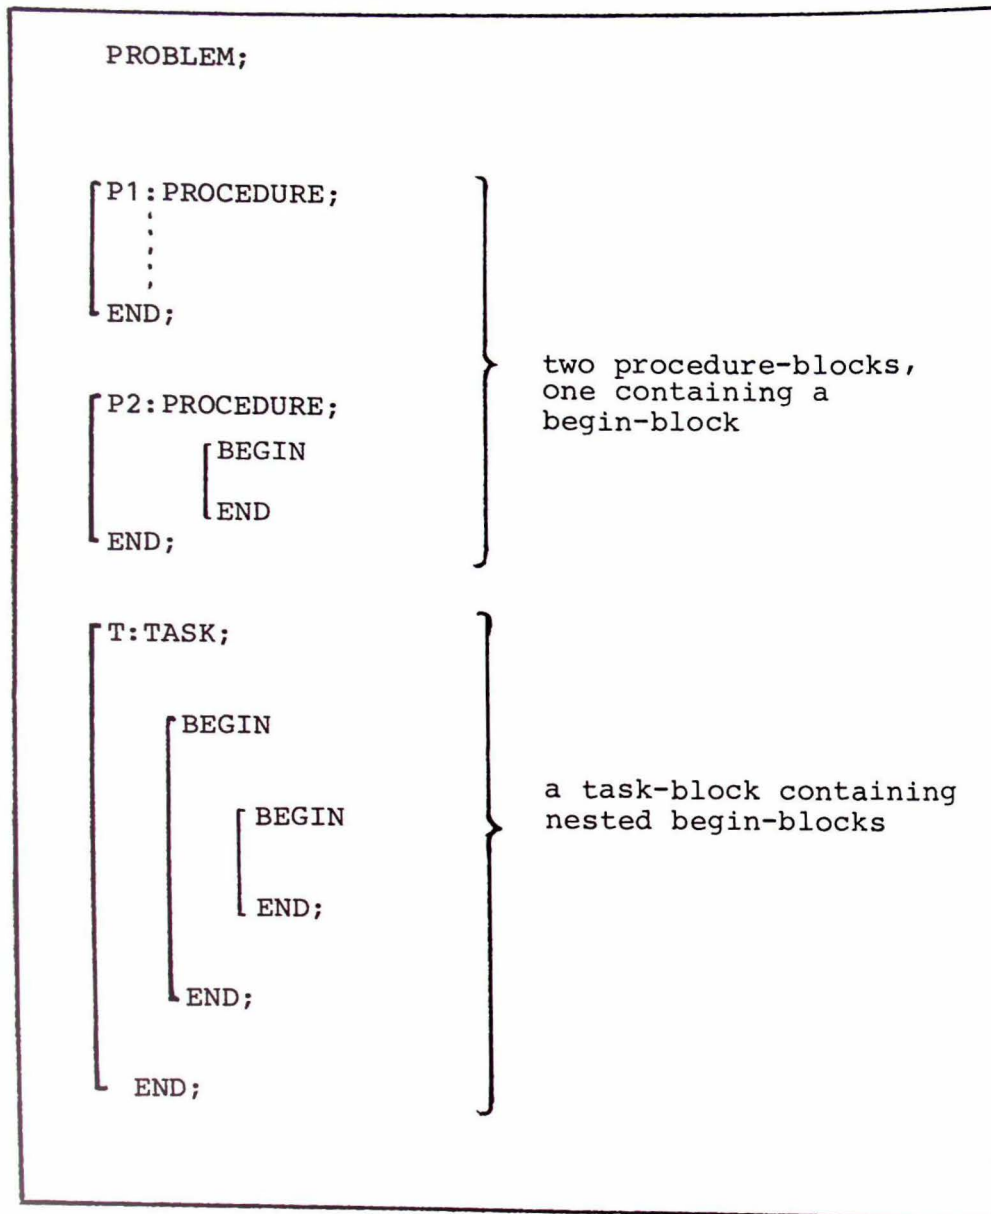 PROBLEM;
P1:PROCEDURE;
END;
two procedure-blocks,
one containing a
begin-block
P2:PROCEDURE;
BEGIN
END
END;
T:TASK;
BEGIN
BEGIN
a task-block containing
nested begin-blocks
END;
END;
END;